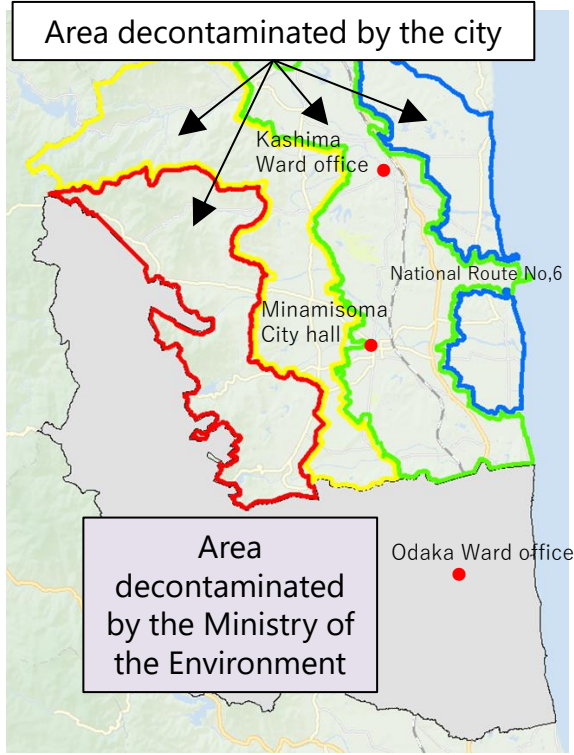 Area decontaminated by the city
Kashima
Ward office
National Route No,6
Minamisoma
City hall
Area
decontaminated
by the Ministry of
the Environment
Odaka Ward office